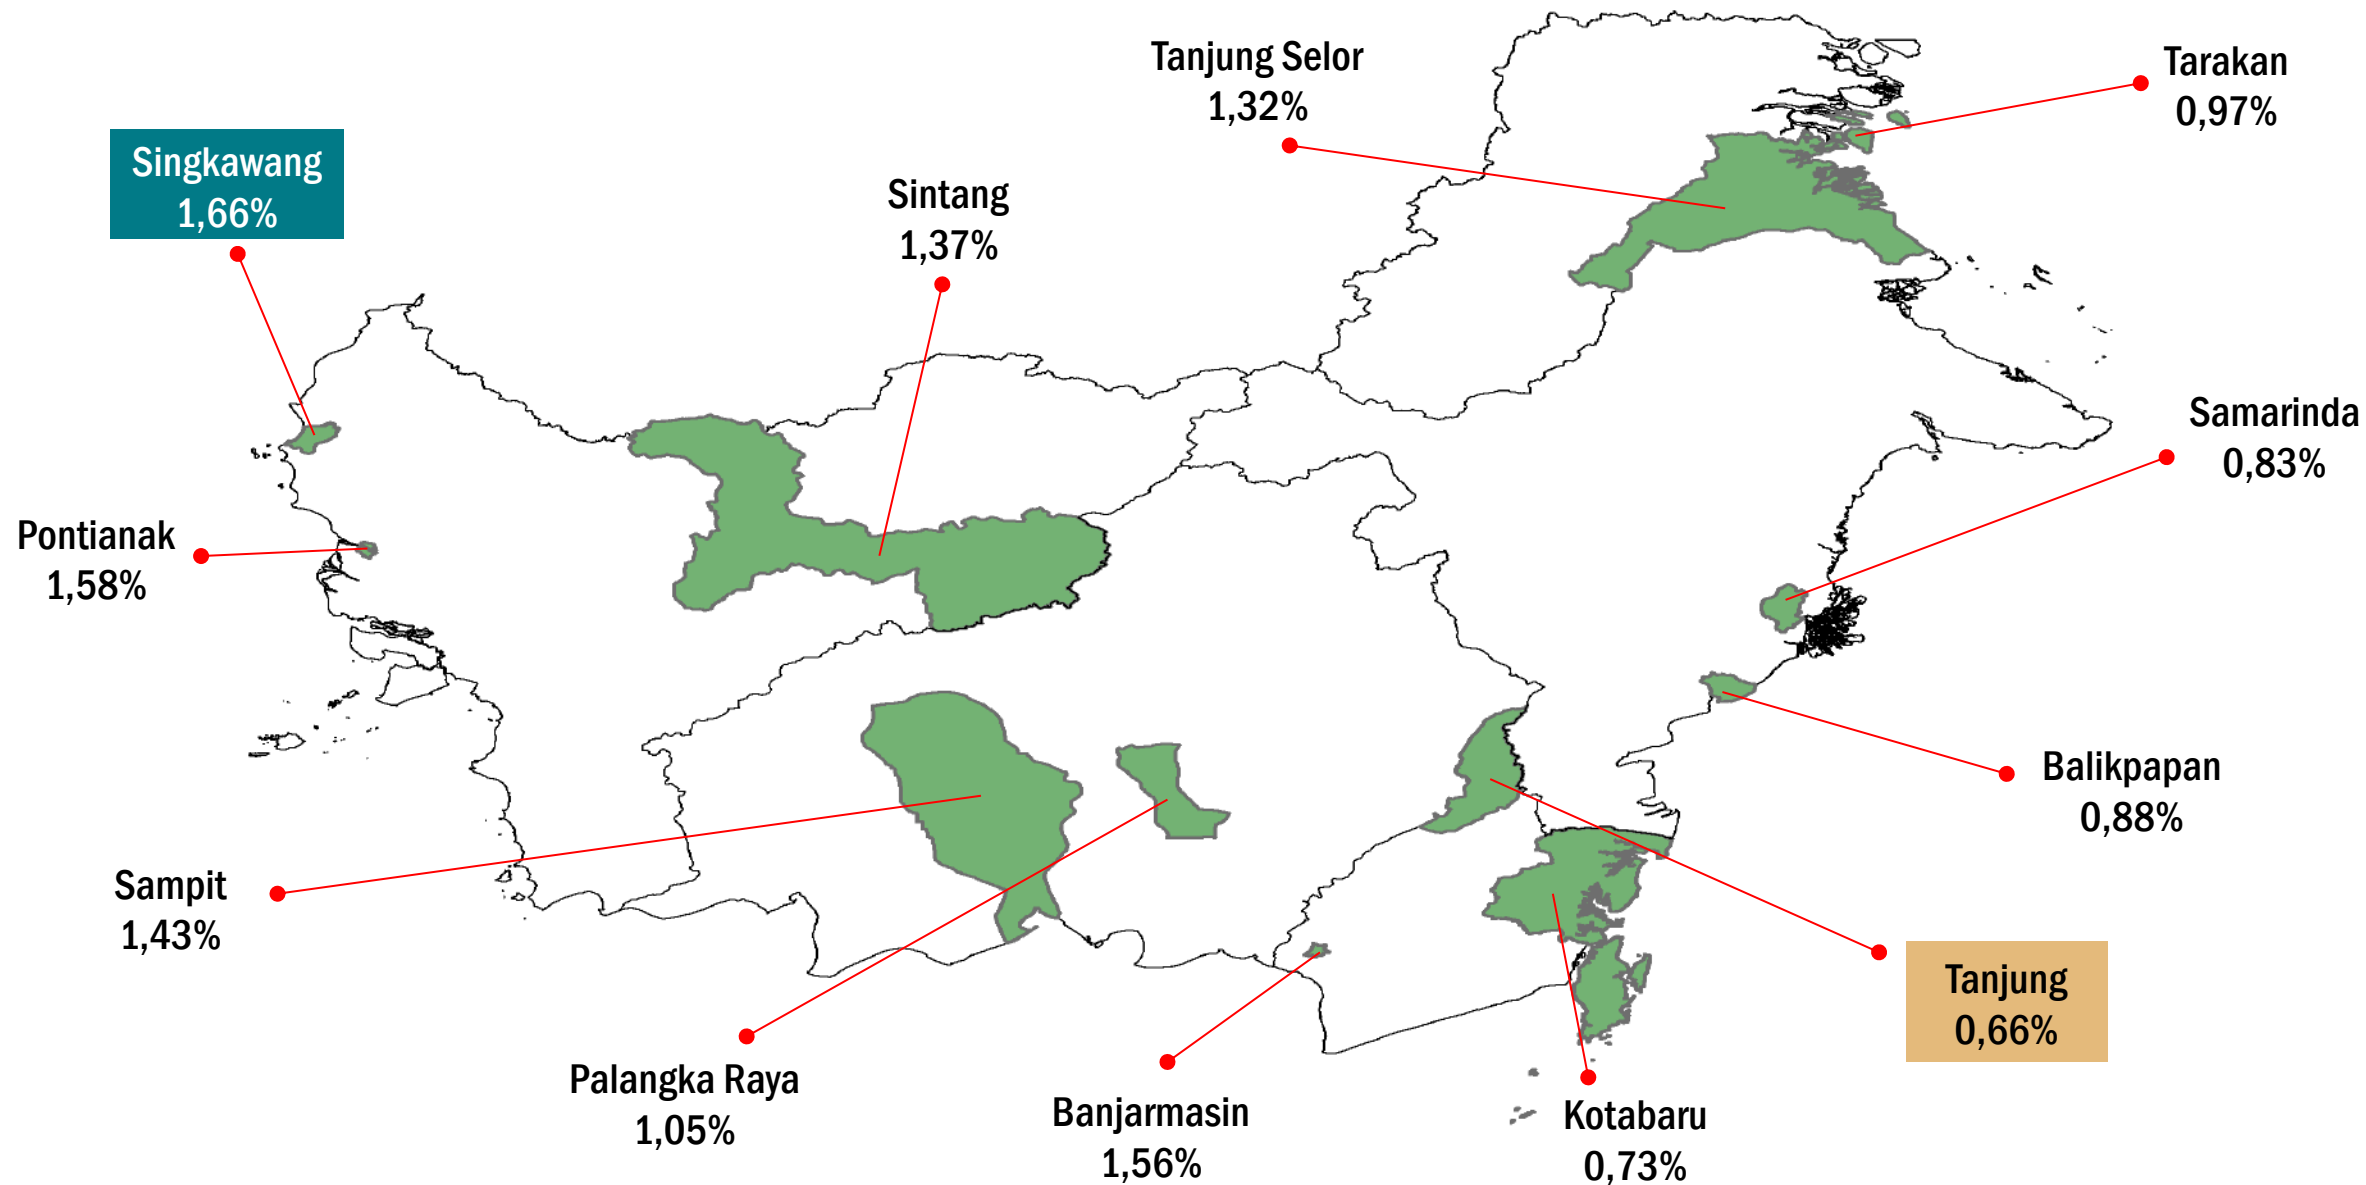 Tanjung Selor
1,32%
Tarakan
0,97%
Singkawang
1,66%
Sintang
1,37%
Samarinda
0,83%
Pontianak
1,58%
Balikpapan
0,88%
Sampit
1,43%
Tanjung
0,66%
Palangka Raya
1,05%
Banjarmasin
1,56%
Kotabaru
0,73%